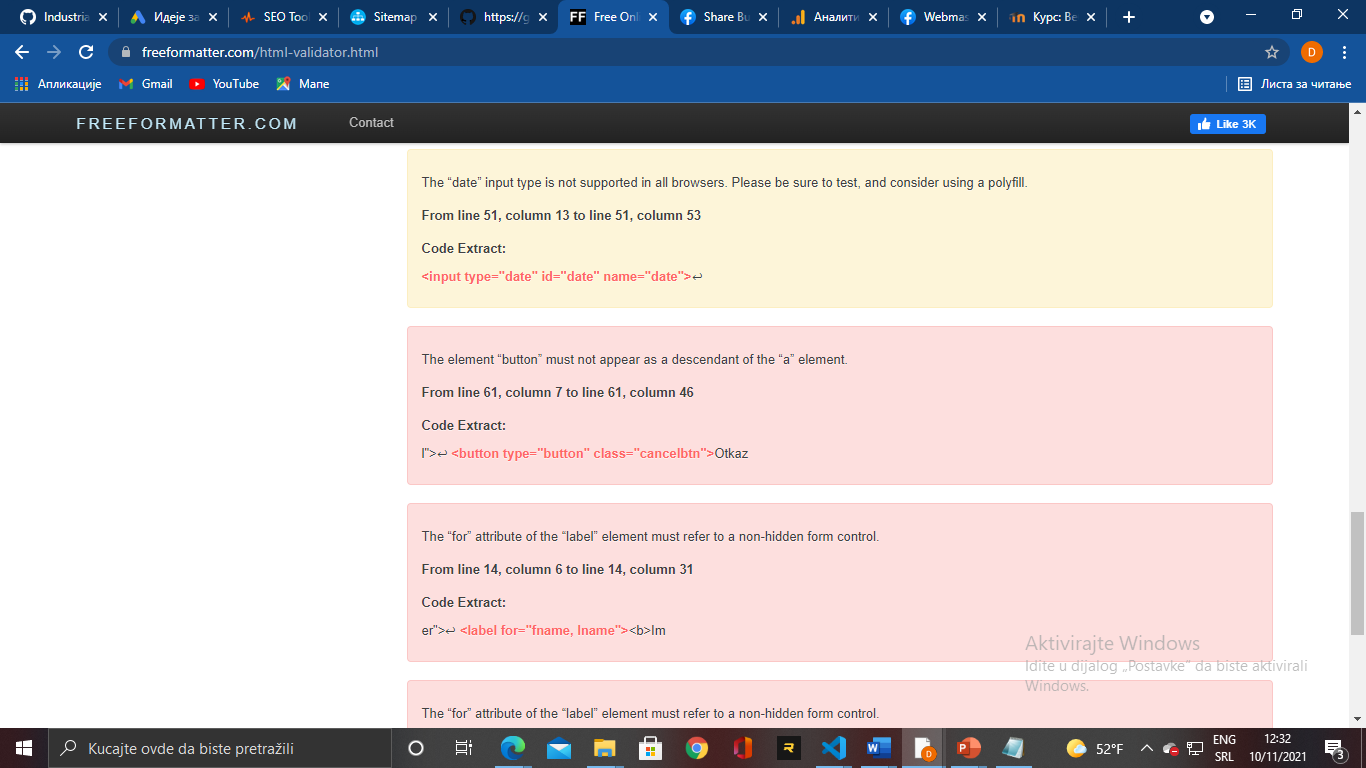 Industria
Идеје за
SEO Tool
Sitemap
https://g
Free Onli
Share Bu
Аналити
Webmas
Курс: Ве
freeformatter.com/html-validator.html
D
Апликације
Gmail
YouTube
Мапе
Листа за читање
FREEFORMATTER.COM
Contact
Like 3K
The “date” input type is not supported in all browsers. Please be sure to test, and consider using a polyfill.
From line 51, column 13 to line 51, column 53
Code Extract:
<input type="date" id="date" name="date">↩
The element “button” must not appear as a descendant of the “a” element.
From line 61, column 7 to line 61, column 46
Code Extract:
l">↩ <button type="button" class="cancelbtn">Otkaz
The “for” attribute of the “label” element must refer to a non-hidden form control.
From line 14, column 6 to line 14, column 31
Code Extract:
er">↩ <label for="fname, lname"><b>Im
The “for” attribute of the “label” element must refer to a non-hidden form control.
Aktivirajte Windows
Idite u dijalog „Postavke“ da biste aktivirali
Windows.
Kucajte ovde da biste pretražili
52°F
ENG
SRL
12:32
10/11/2021
3